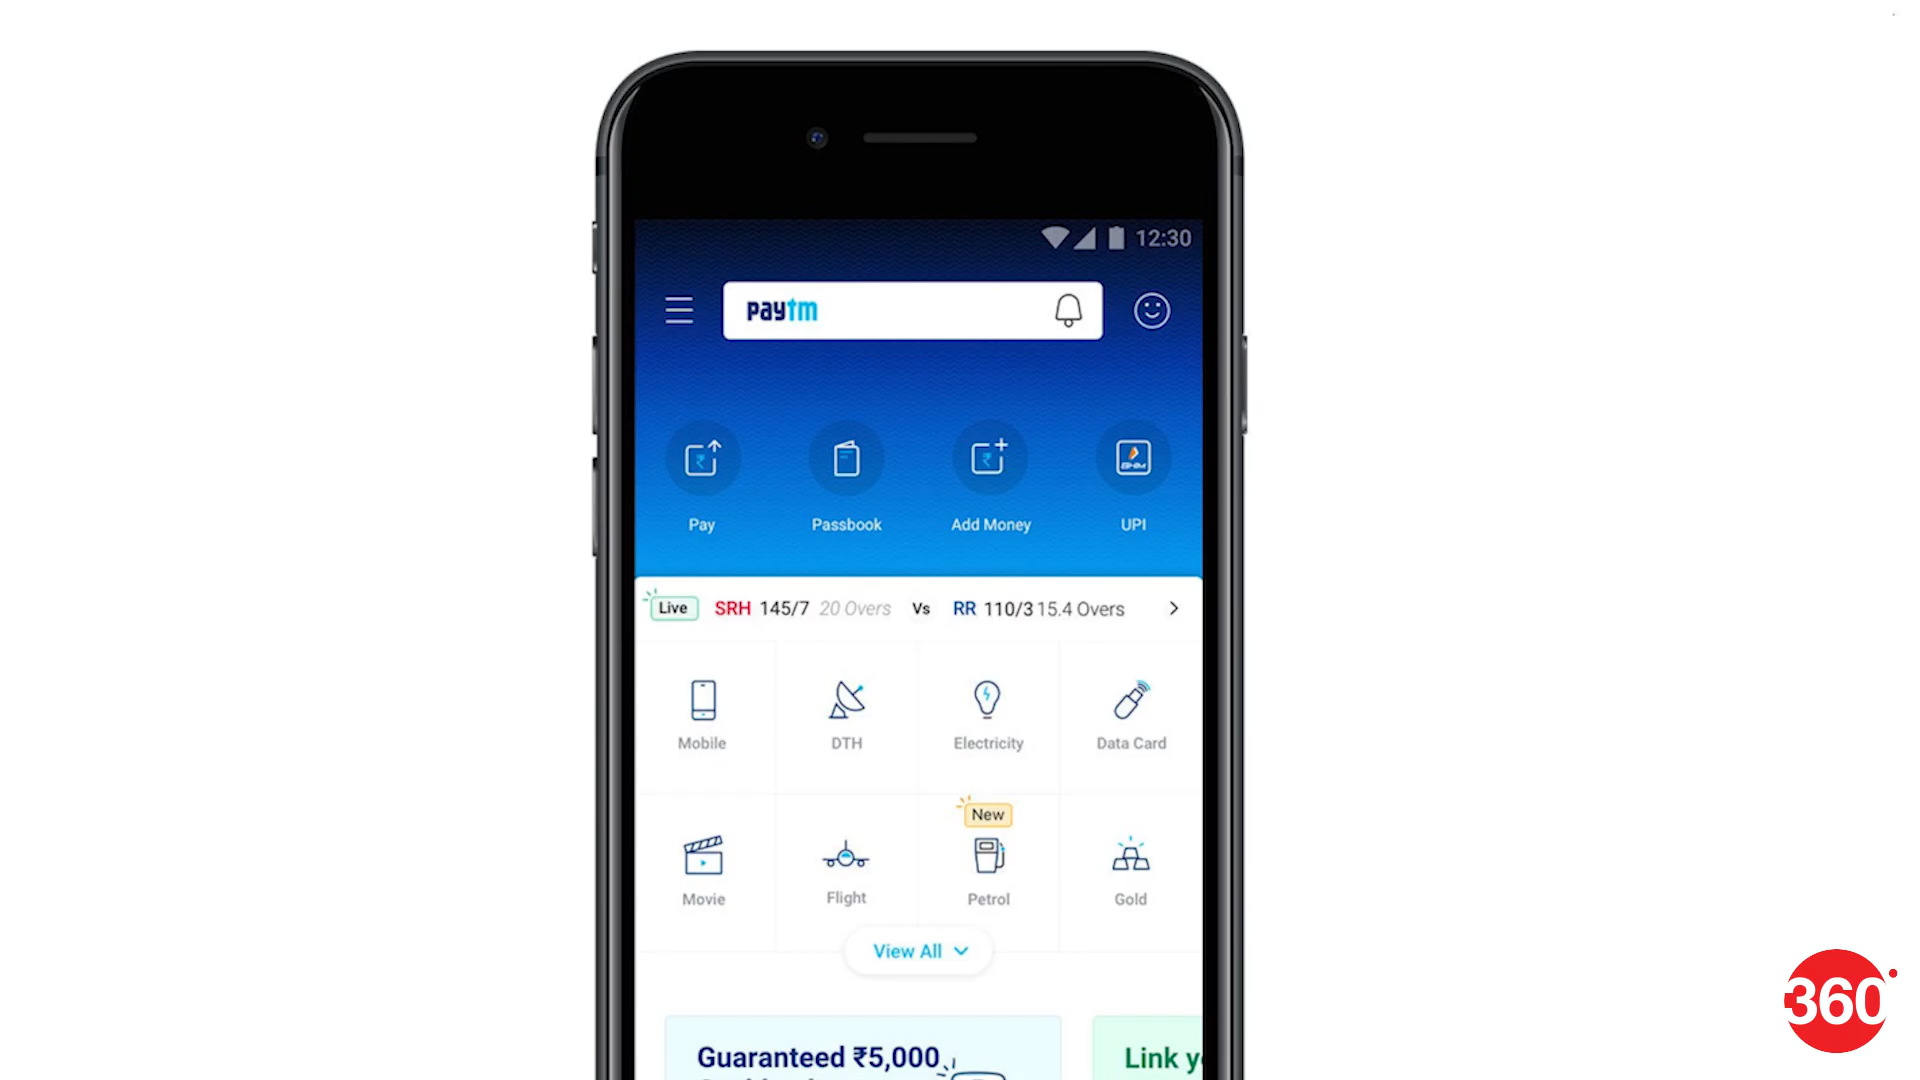 12:30
paytm
Pay Passbook Add Money UPI
Live SRH 145/7 20 Overs Vs RR 110/3 15.4 Overs
Mobile DTH Electricity Data Card
New
Movie Flight Petrol Gold
View All
Guaranteed ₹5,000 Link
360°